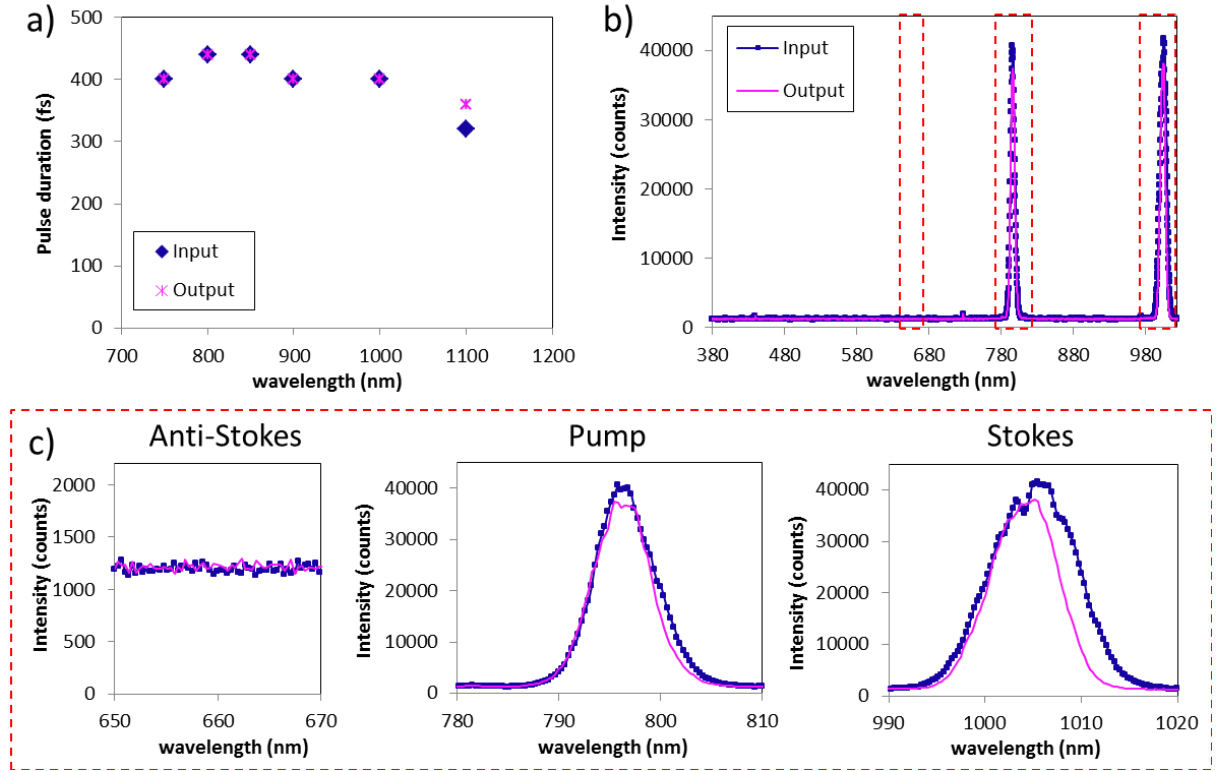 a)
500
400
300
200
100
0
Pulse duration (fs)
Input
Output
700 800 900 1000 1100 1200
wavelength (nm)
b)
40000
30000
20000
10000
0
Intensity (counts)
Input
Output
380 480 580 680 780 880 980
wavelength (nm)
c)
Anti-Stokes
2000
1500
1000
500
0
Intensity (counts)
650 660 670
wavelength (nm)
Pump
40000
30000
20000
10000
0
Intensity (counts)
780 790 800 810
wavelength (nm)
Stokes
40000
30000
20000
10000
0
Intensity (counts)
990 1000 1010 1020
wavelength (nm)